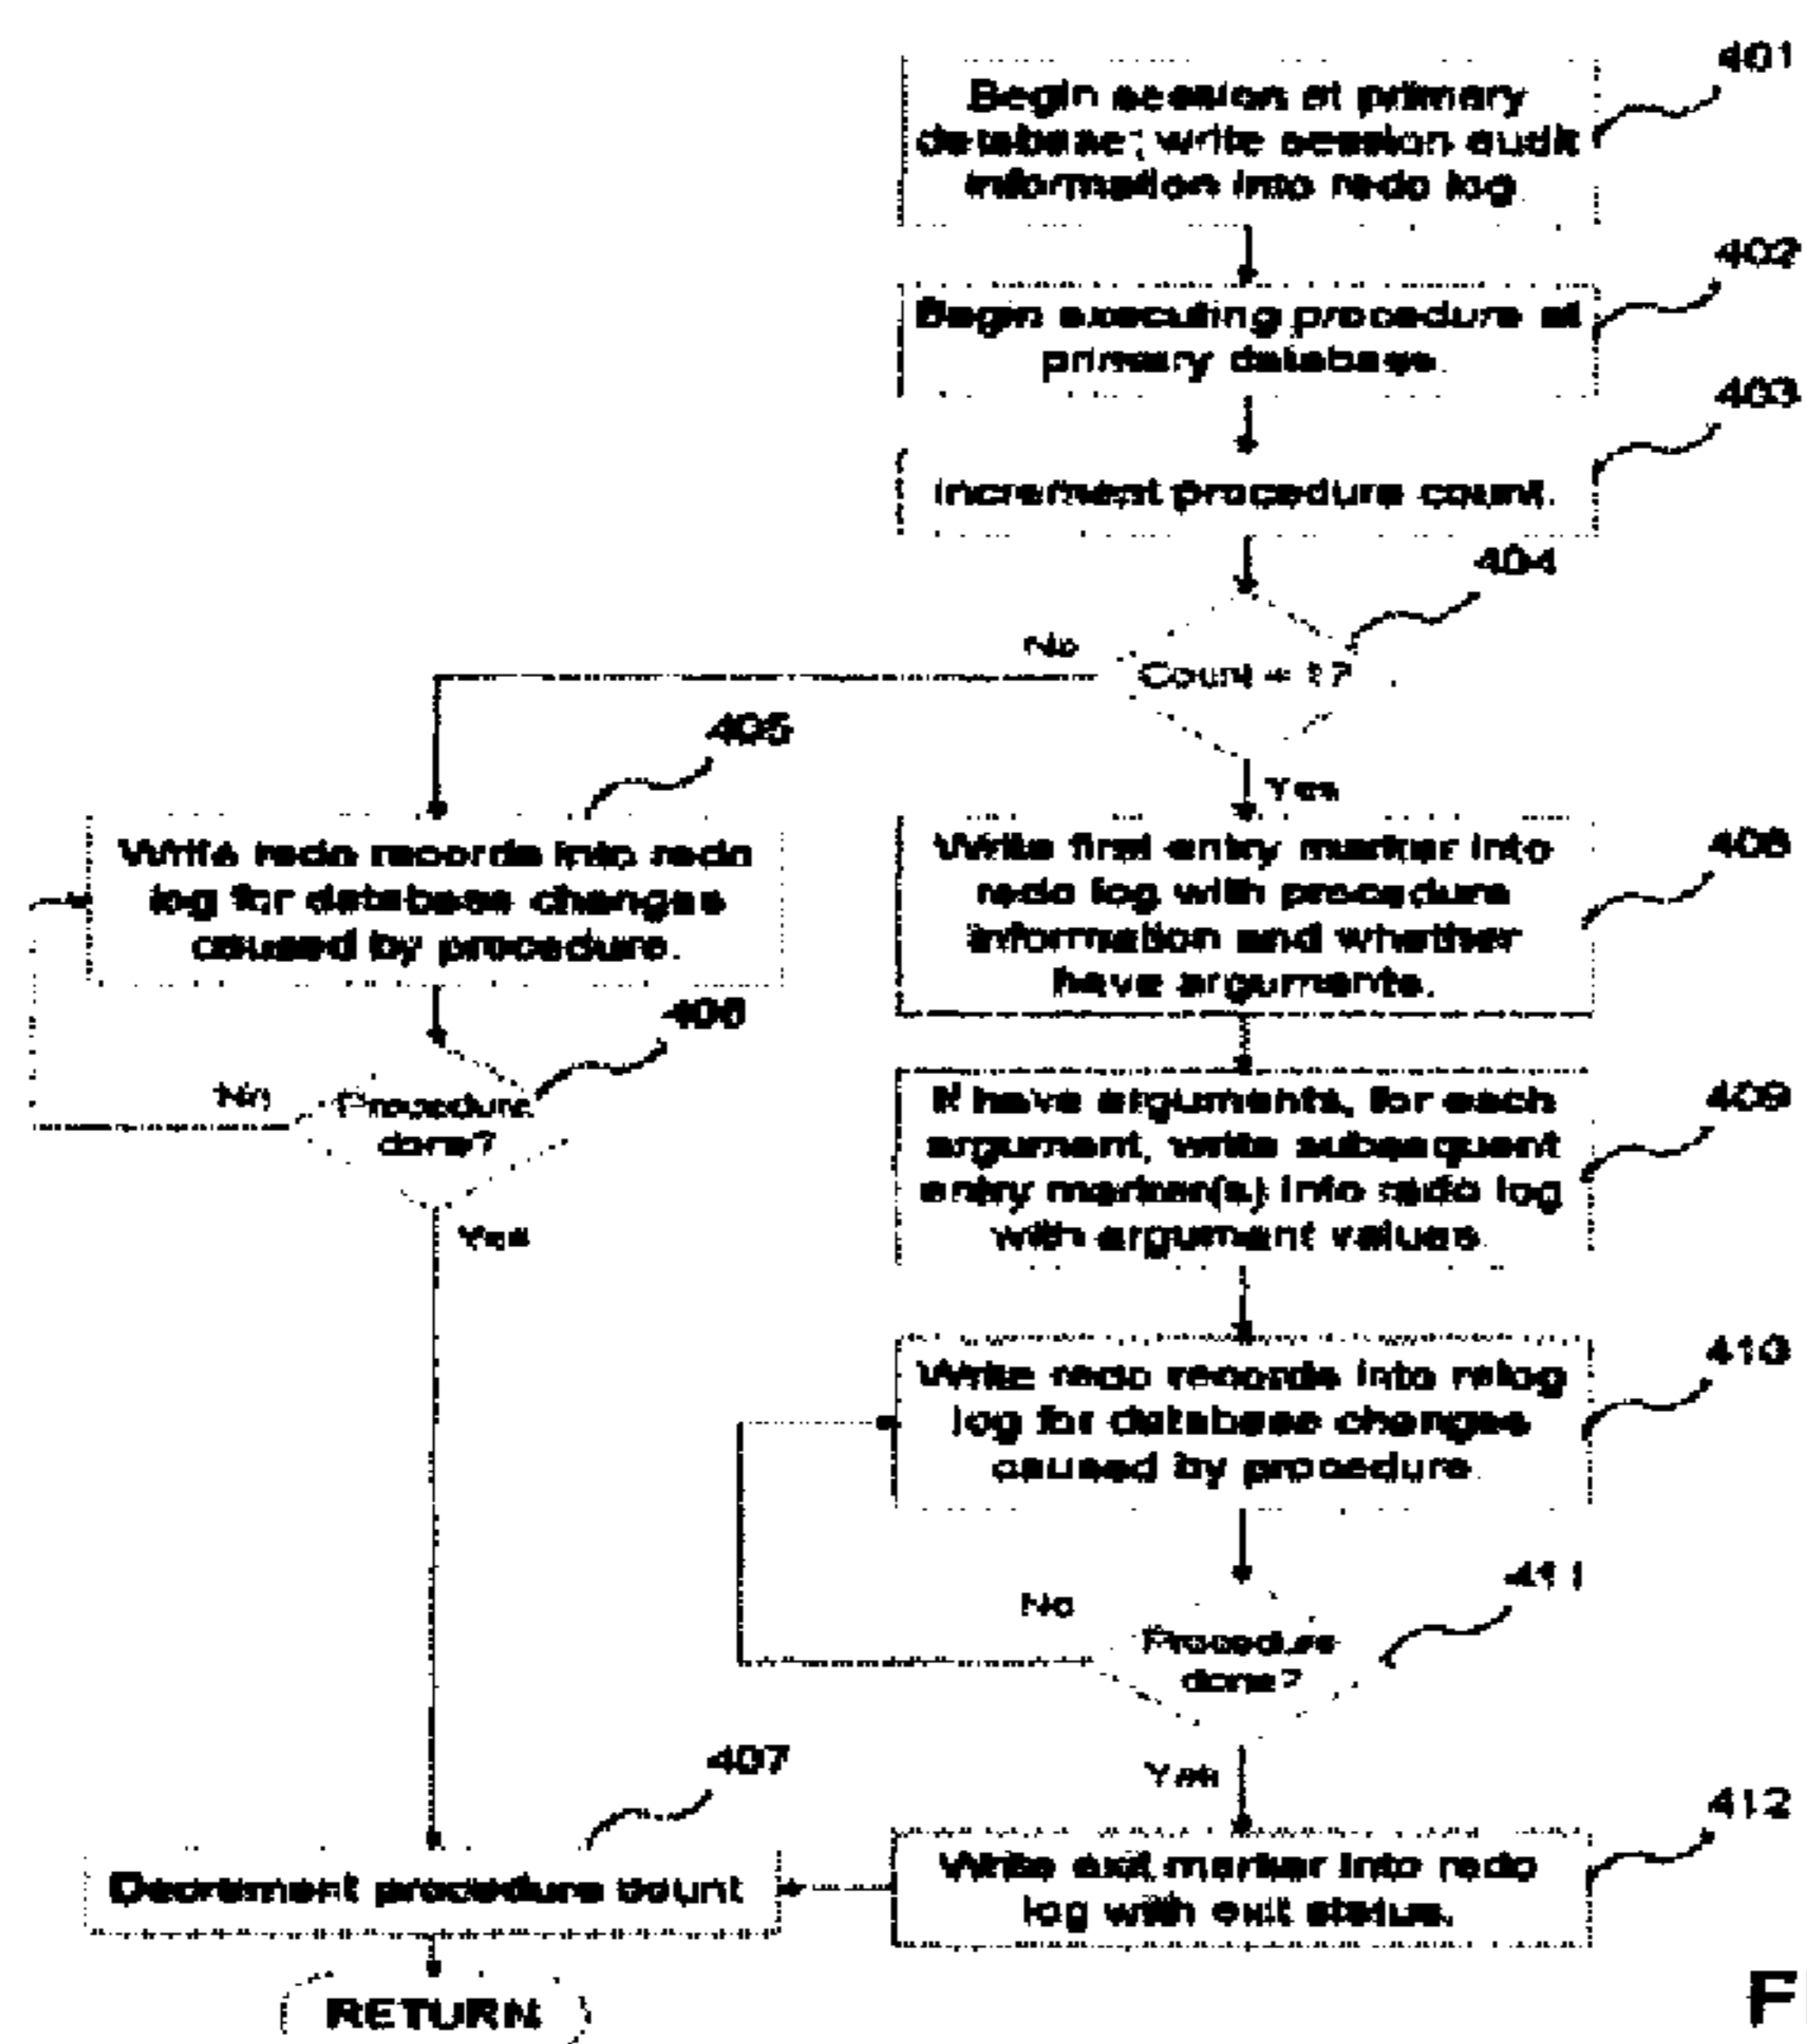 401
Begin session at primary
database; write session audit
information into redo log.
402
Begin executing procedure at
primary database.
403
Increment procedure count.
404
No
Count = 1?
405
Yes
Write redo records into redo
log for database changes
caused by procedure.
408
Write first entry marker into
redo log with procedure
information and whether
have arguments.
406
No
Procedure
done?
Yes
409
If have arguments, for each
argument, write subsequent
entry marker(s) into redo log
with argument values.
410
Write redo records into relog
log for database changes
caused by procedure.
411
No
Procedure
done?
Yes
407
Decrement procedure count
412
Write exit marker into redo
log with exit status.
RETURN